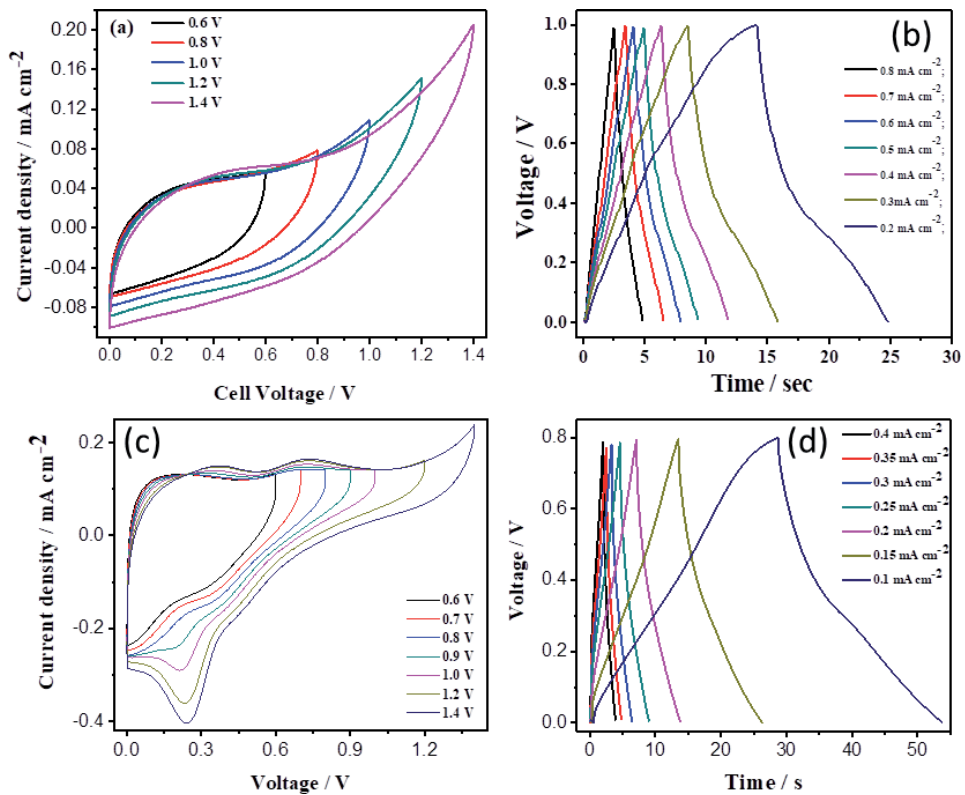 (a)
0.6 V
0.8 V
1.0 V
1.2 V
1.4 V
0.20
0.16
0.12
0.08
0.04
0.00
-0.04
-0.08
Current density / mA cm⁻²
0.0 0.2 0.4 0.6 0.8 1.0 1.2 1.4
Cell Voltage / V
(b)
0.8 mA cm⁻²;
0.7 mA cm⁻²;
0.6 mA cm⁻²;
0.5 mA cm⁻²;
0.4 mA cm⁻²;
0.3mA cm⁻²;
0.2 mA cm⁻²;
1.0
0.8
0.6
0.4
0.2
0.0
Voltage / V
0 5 10 15 20 25 30
Time / sec
(c)
0.6 V
0.7 V
0.8 V
0.9 V
1.0 V
1.2 V
1.4 V
0.2
0.0
-0.2
-0.4
Current density / mA cm⁻²
0.0 0.3 0.6 0.9 1.2
Voltage / V
(d)
0.4 mA cm⁻²
0.35 mA cm⁻²
0.3 mA cm⁻²
0.25 mA cm⁻²
0.2 mA cm⁻²
0.15 mA cm⁻²
0.1 mA cm⁻²
0.8
0.6
0.4
0.2
0.0
Voltage / V
0 10 20 30 40 50
Time / s